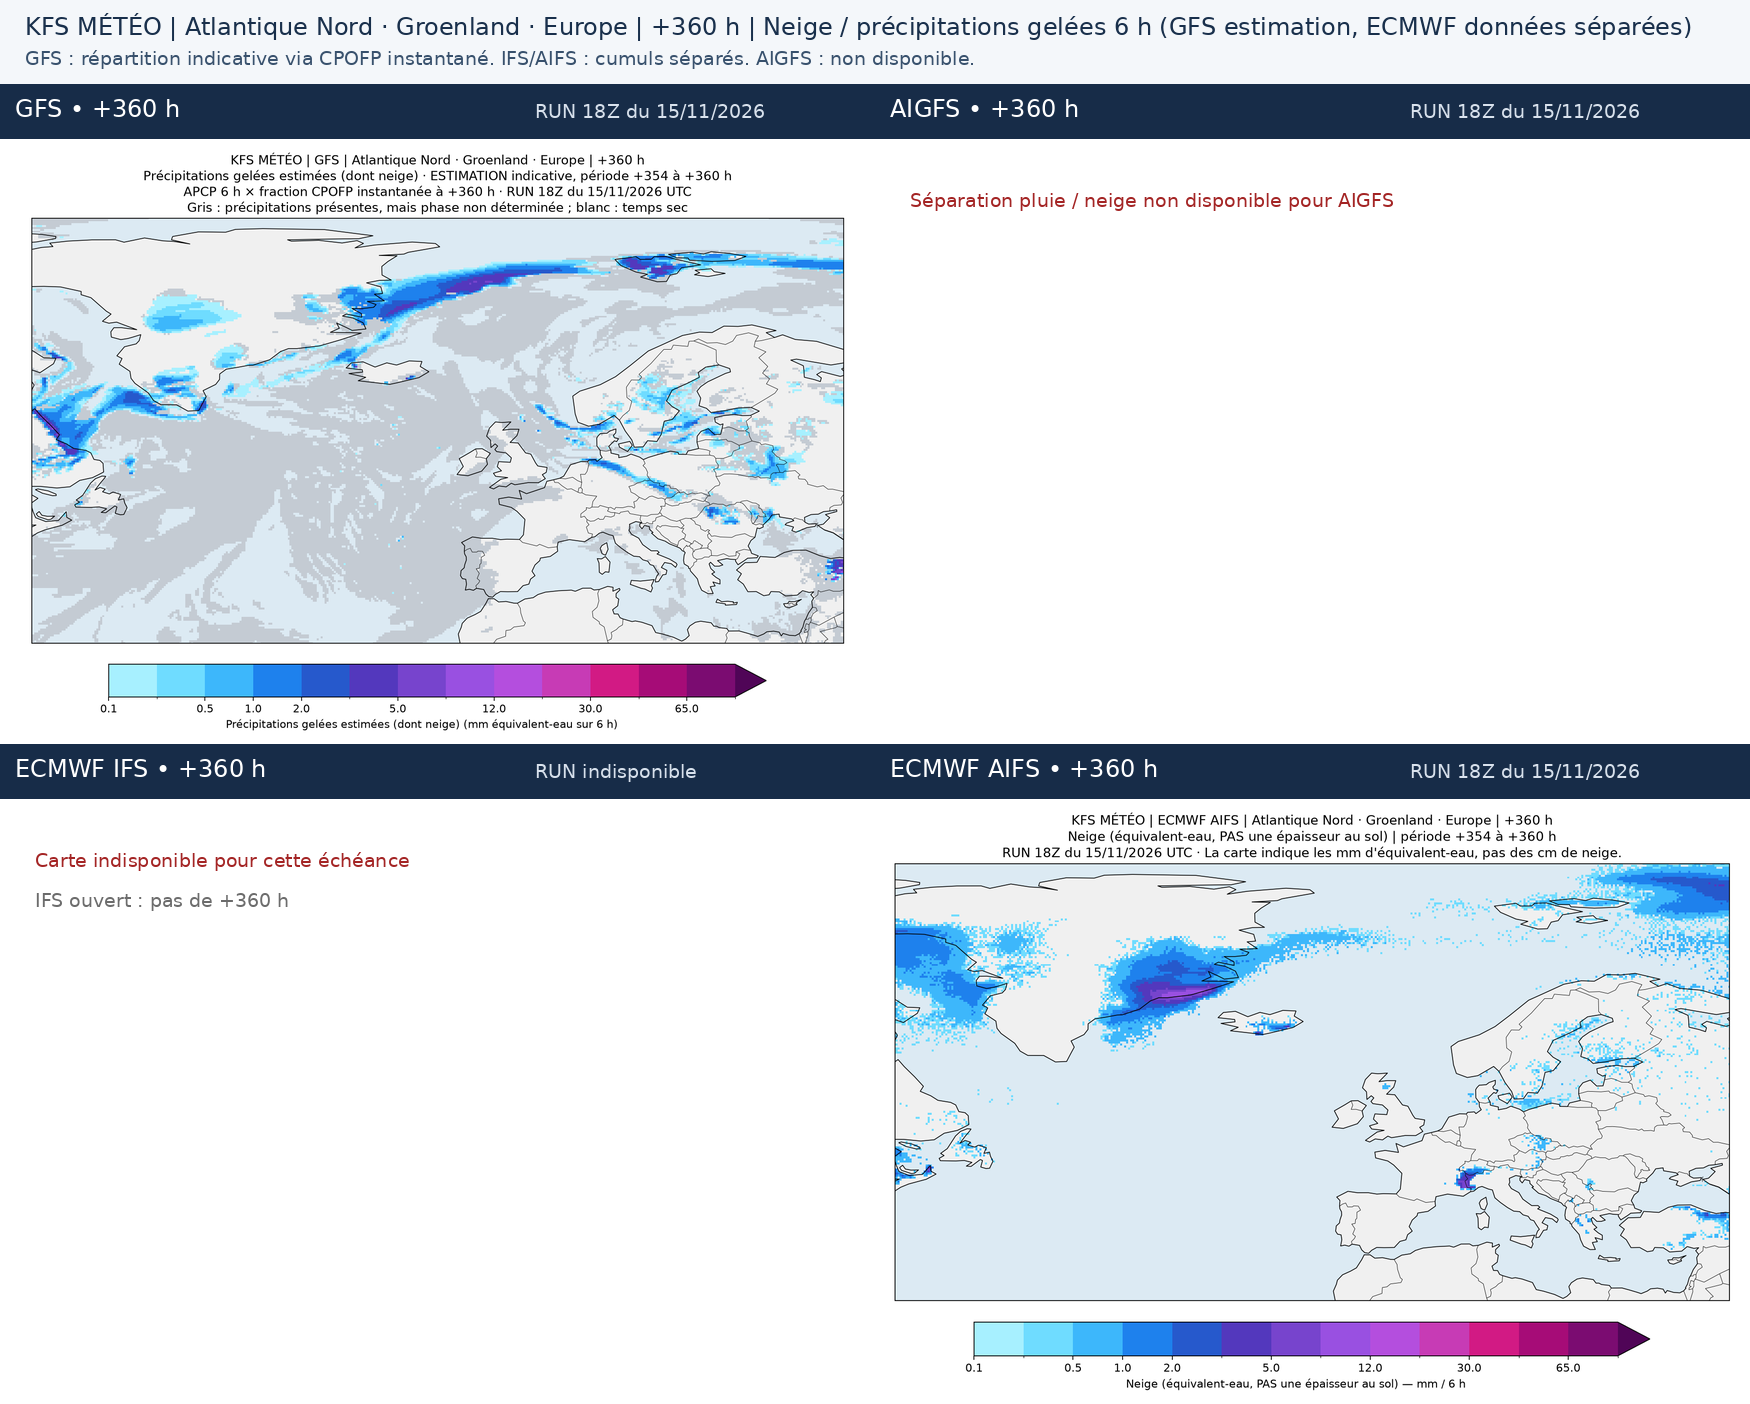 KFS MÉTÉO | Atlantique Nord · Groenland · Europe | +360 h | Neige / précipitations gelées 6 h (GFS estimation, ECMWF données séparées)
GFS : répartition indicative via CPOFP instantané. IFS/AIFS : cumuls séparés. AIGFS : non disponible.
GFS • +360 h
RUN 18Z du 15/11/2026
AIGFS • +360 h
RUN 18Z du 15/11/2026
KFS MÉTÉO | GFS | Atlantique Nord · Groenland · Europe | +360 h
Précipitations gelées estimées (dont neige) · ESTIMATION indicative, période +354 à +360 h
APCP 6 h × fraction CPOFP instantanée à +360 h · RUN 18Z du 15/11/2026 UTC
Gris : précipitations présentes, mais phase non déterminée ; blanc : temps sec
Séparation pluie / neige non disponible pour AIGFS
0.1 0.5 1.0 2.0 5.0 12.0 30.0 65.0
Précipitations gelées estimées (dont neige) (mm équivalent-eau sur 6 h)
ECMWF IFS • +360 h
RUN indisponible
ECMWF AIFS • +360 h
RUN 18Z du 15/11/2026
Carte indisponible pour cette échéance
IFS ouvert : pas de +360 h
KFS MÉTÉO | ECMWF AIFS | Atlantique Nord · Groenland · Europe | +360 h
Neige (équivalent-eau, PAS une épaisseur au sol) | période +354 à +360 h
RUN 18Z du 15/11/2026 UTC · La carte indique les mm d'équivalent-eau, pas des cm de neige.
0.1 0.5 1.0 2.0 5.0 12.0 30.0 65.0
Neige (équivalent-eau, PAS une épaisseur au sol) — mm / 6 h